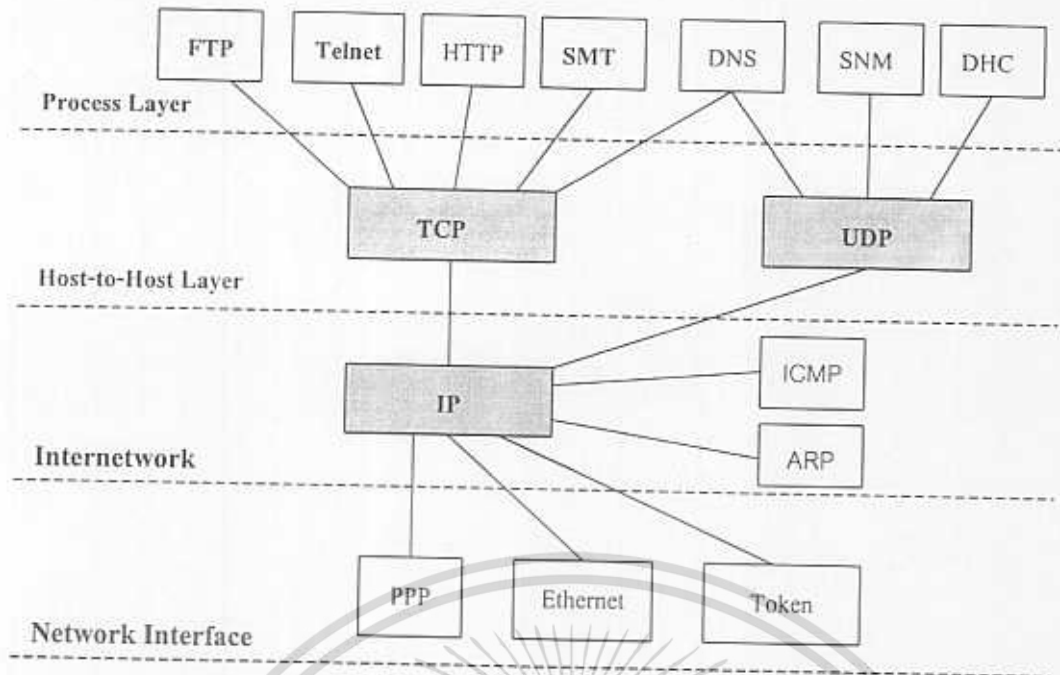 FTP
Telnet
HTTP
SMT
DNS
SNM
DHC
Process Layer
TCP
UDP
Host-to-Host Layer
IP
ICMP
ARP
Internetwork
PPP
Ethernet
Token
Network Interface